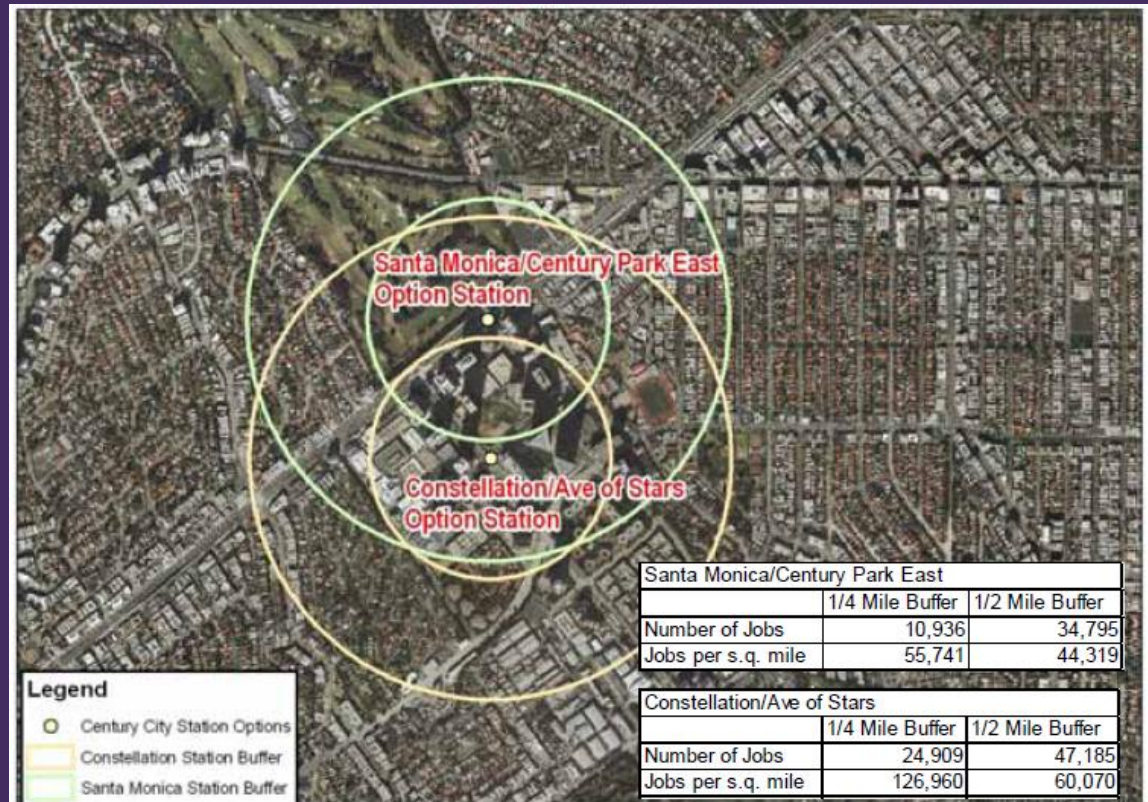 Santa Monica/Century Park East
Option Station
Constellation/Ave of Stars
Option Station
Santa Monica/Century Park East
1/4 Mile Buffer 1/2 Mile Buffer
Number of Jobs 10,936 34,795
Jobs per s.q. mile 55,741 44,319
Constellation/Ave of Stars
1/4 Mile Buffer 1/2 Mile Buffer
Number of Jobs 24,909 47,185
Jobs per s.q. mile 126,960 60,070
Legend
Century City Station Options
Constellation Station Buffer
Santa Monica Station Buffer